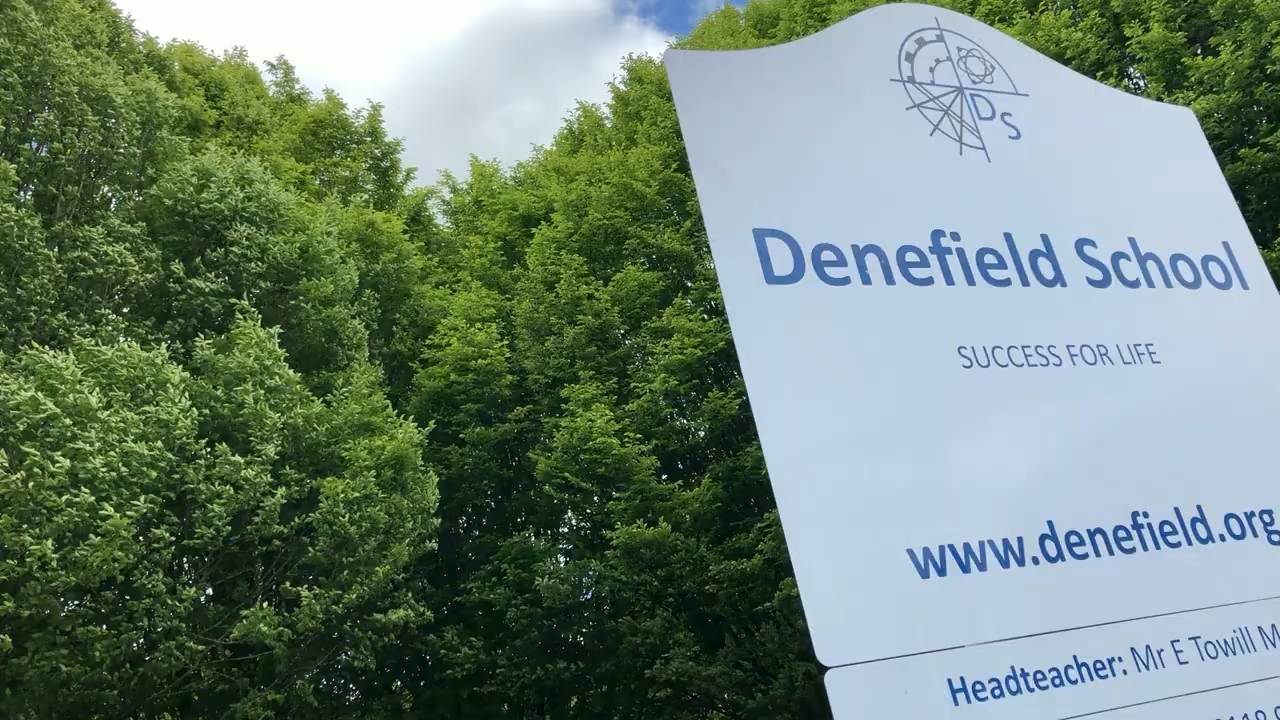 DS
Denefield School
SUCCESS FOR LIFE
www.denefield.org
Headteacher: Mr E Towill M